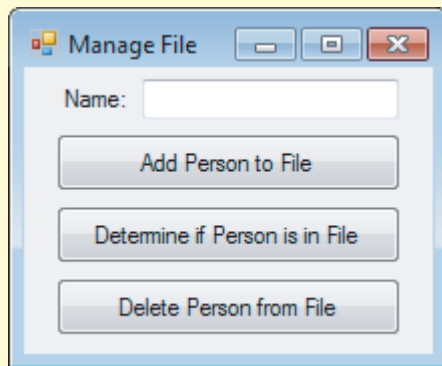 Manage File
Name:
Add Person to File
Determine if Person is in File
Delete Person from File